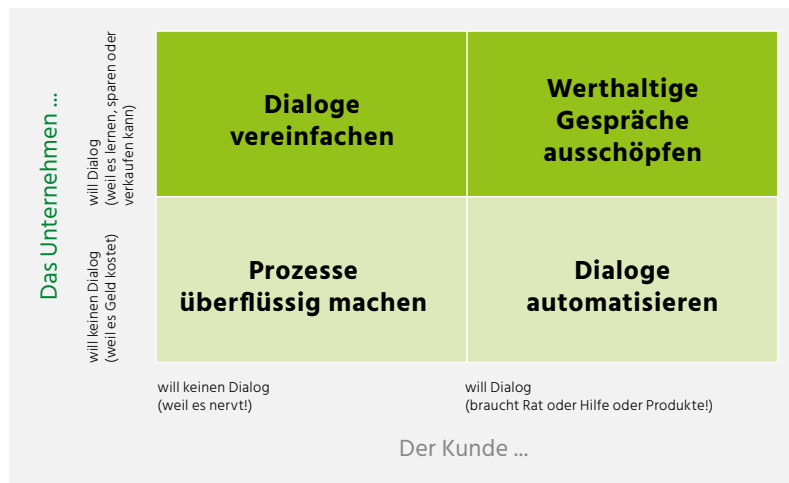 Das Unternehmen ...
will Dialog
(weil es lernen, sparen oder
verkaufen kann)
Dialoge
vereinfachen
Werthaltige
Gespräche
ausschöpfen
will keinen Dialog
(weil es Geld kostet)
Prozesse
überflüssig machen
Dialoge
automatisieren
will keinen Dialog
(weil es nervt!)
will Dialog
(braucht Rat oder Hilfe oder Produkte!)
Der Kunde ...